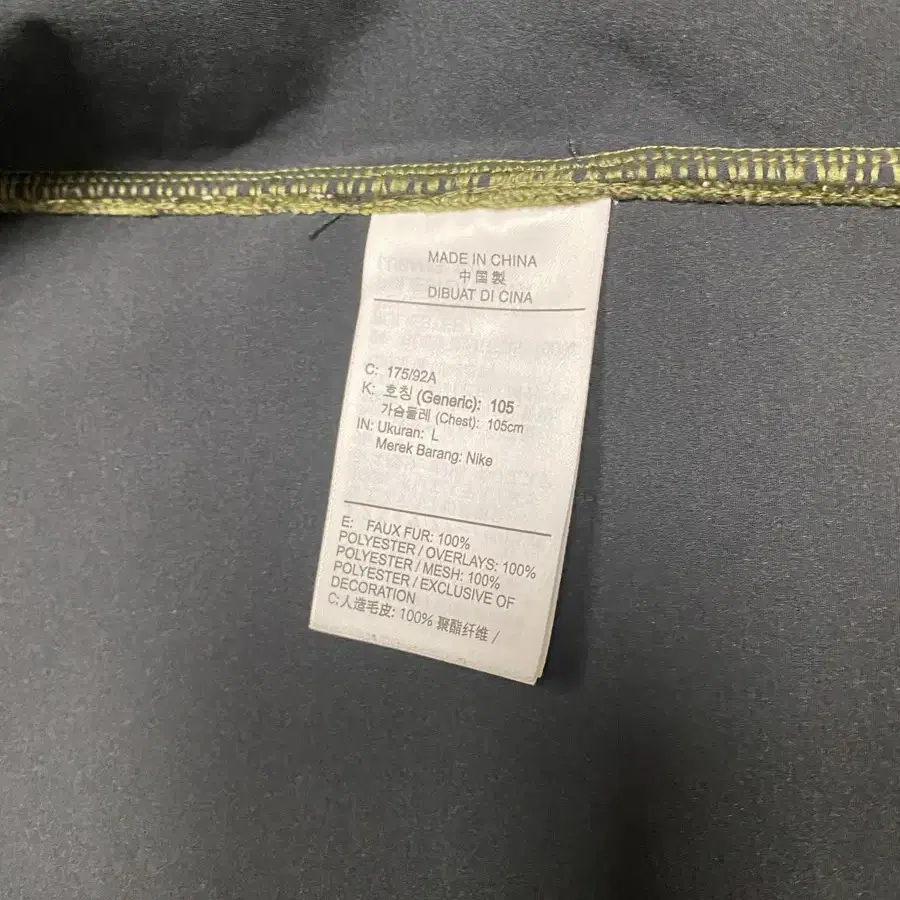 MADE IN CHINA
中国製
DIBUAT DI CINA
C: 175/92A
K: 호칭 (Generic): 105
가슴둘레 (Chest): 105cm
IN: Ukuran: L
Merek Barang: Nike
E: FAUX FUR: 100%
POLYESTER / OVERLAYS: 100%
POLYESTER / MESH: 100%
POLYESTER / EXCLUSIVE OF
DECORATION
C:人造毛皮: 100% 聚酯纤维 /